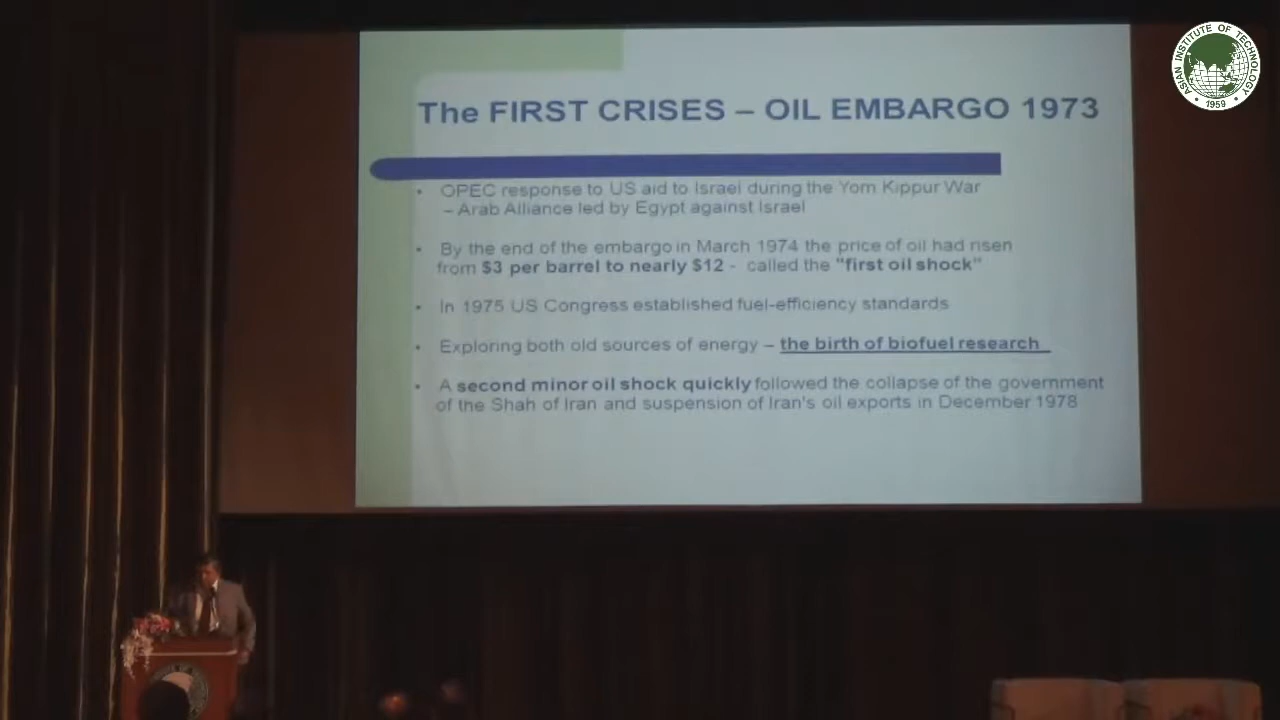 The FIRST CRISES – OIL EMBARGO 1973
• OPEC response to US aid to Israel during the Yom Kippur War
– Arab Alliance led by Egypt against Israel
• By the end of the embargo in March 1974 the price of oil had risen
from $3 per barrel to nearly $12 - called the "first oil shock"
• In 1975 US Congress established fuel-efficiency standards
• Exploring both old sources of energy – the birth of biofuel research
• A second minor oil shock quickly followed the collapse of the government
of the Shah of Iran and suspension of Iran's oil exports in December 1978
ASIAN INSTITUTE OF TECHNOLOGY
• 1959 •